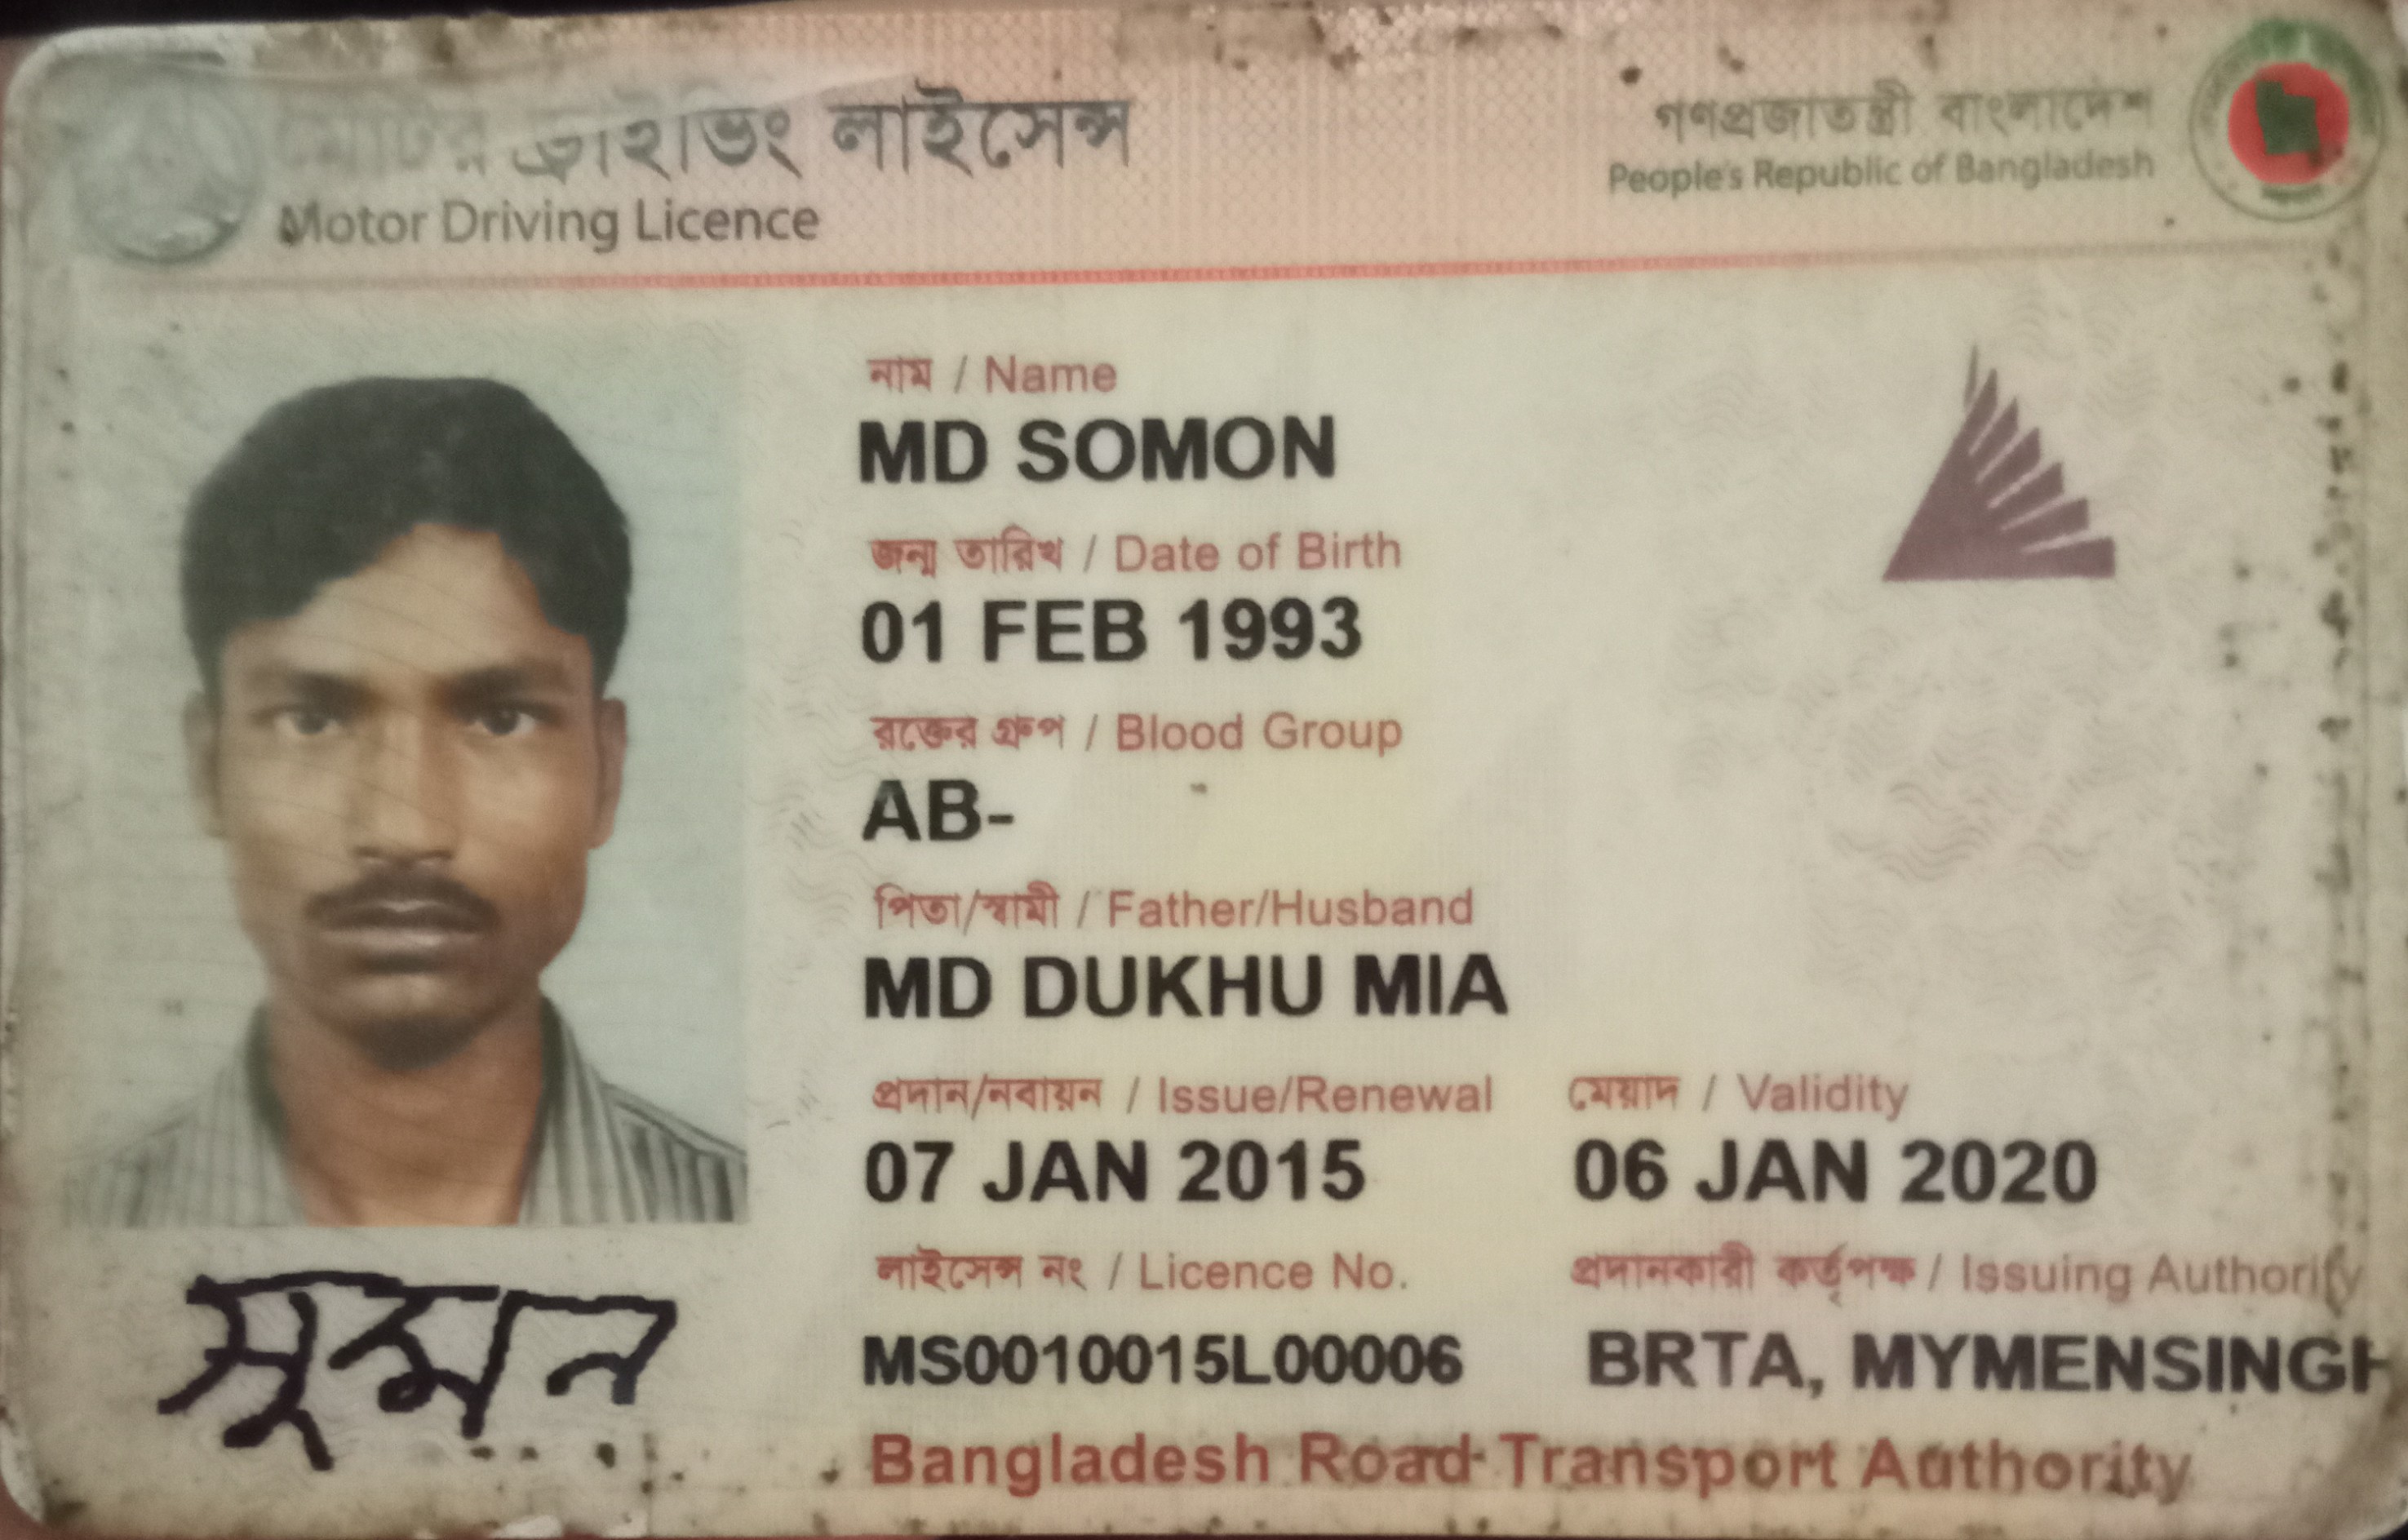 ড্রাইভিং লাইসেন্স
Motor Driving Licence
গণপ্রজাতন্ত্রী বাংলাদেশ
People's Republic of Bangladesh
নাম / Name
MD SOMON
জন্ম তারিখ / Date of Birth
01 FEB 1993
রক্তের গ্রুপ / Blood Group
AB-
পিতা/স্বামী / Father/Husband
MD DUKHU MIA
প্রদান/নবায়ন / Issue/Renewal
মেয়াদ / Validity
07 JAN 2015
06 JAN 2020
লাইসেন্স নং / Licence No.
প্রদানকারী কর্তৃপক্ষ / Issuing Authority
MS0010015L00006
BRTA, MYMENSINGH
সুমন
Bangladesh Road Transport Authority